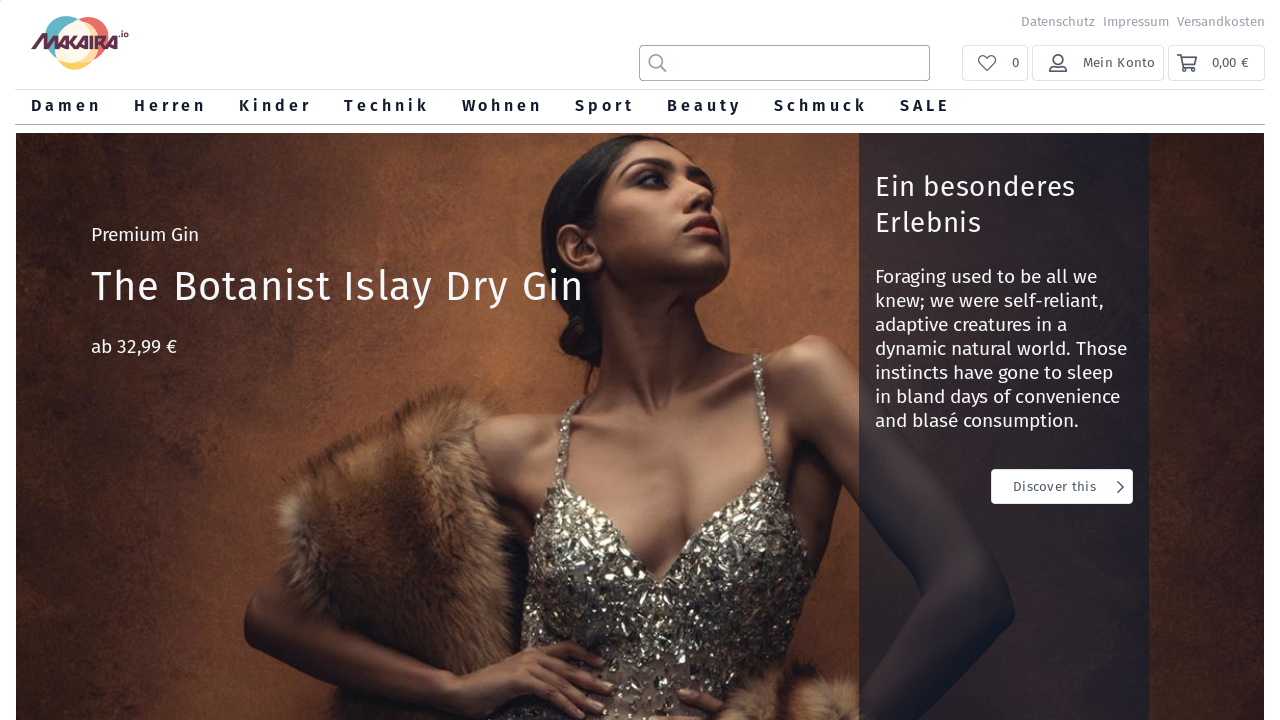 Datenschutz Impressum Versandkosten
MAKAIRA.io
0
Mein Konto
0,00 €
Damen Herren Kinder Technik Wohnen Sport Beauty Schmuck SALE
Premium Gin
The Botanist Islay Dry Gin
ab 32,99 €
Ein besonderes
Erlebnis
Foraging used to be all we
knew; we were self-reliant,
adaptive creatures in a
dynamic natural world. Those
instincts have gone to sleep
in bland days of convenience
and blasé consumption.
Discover this